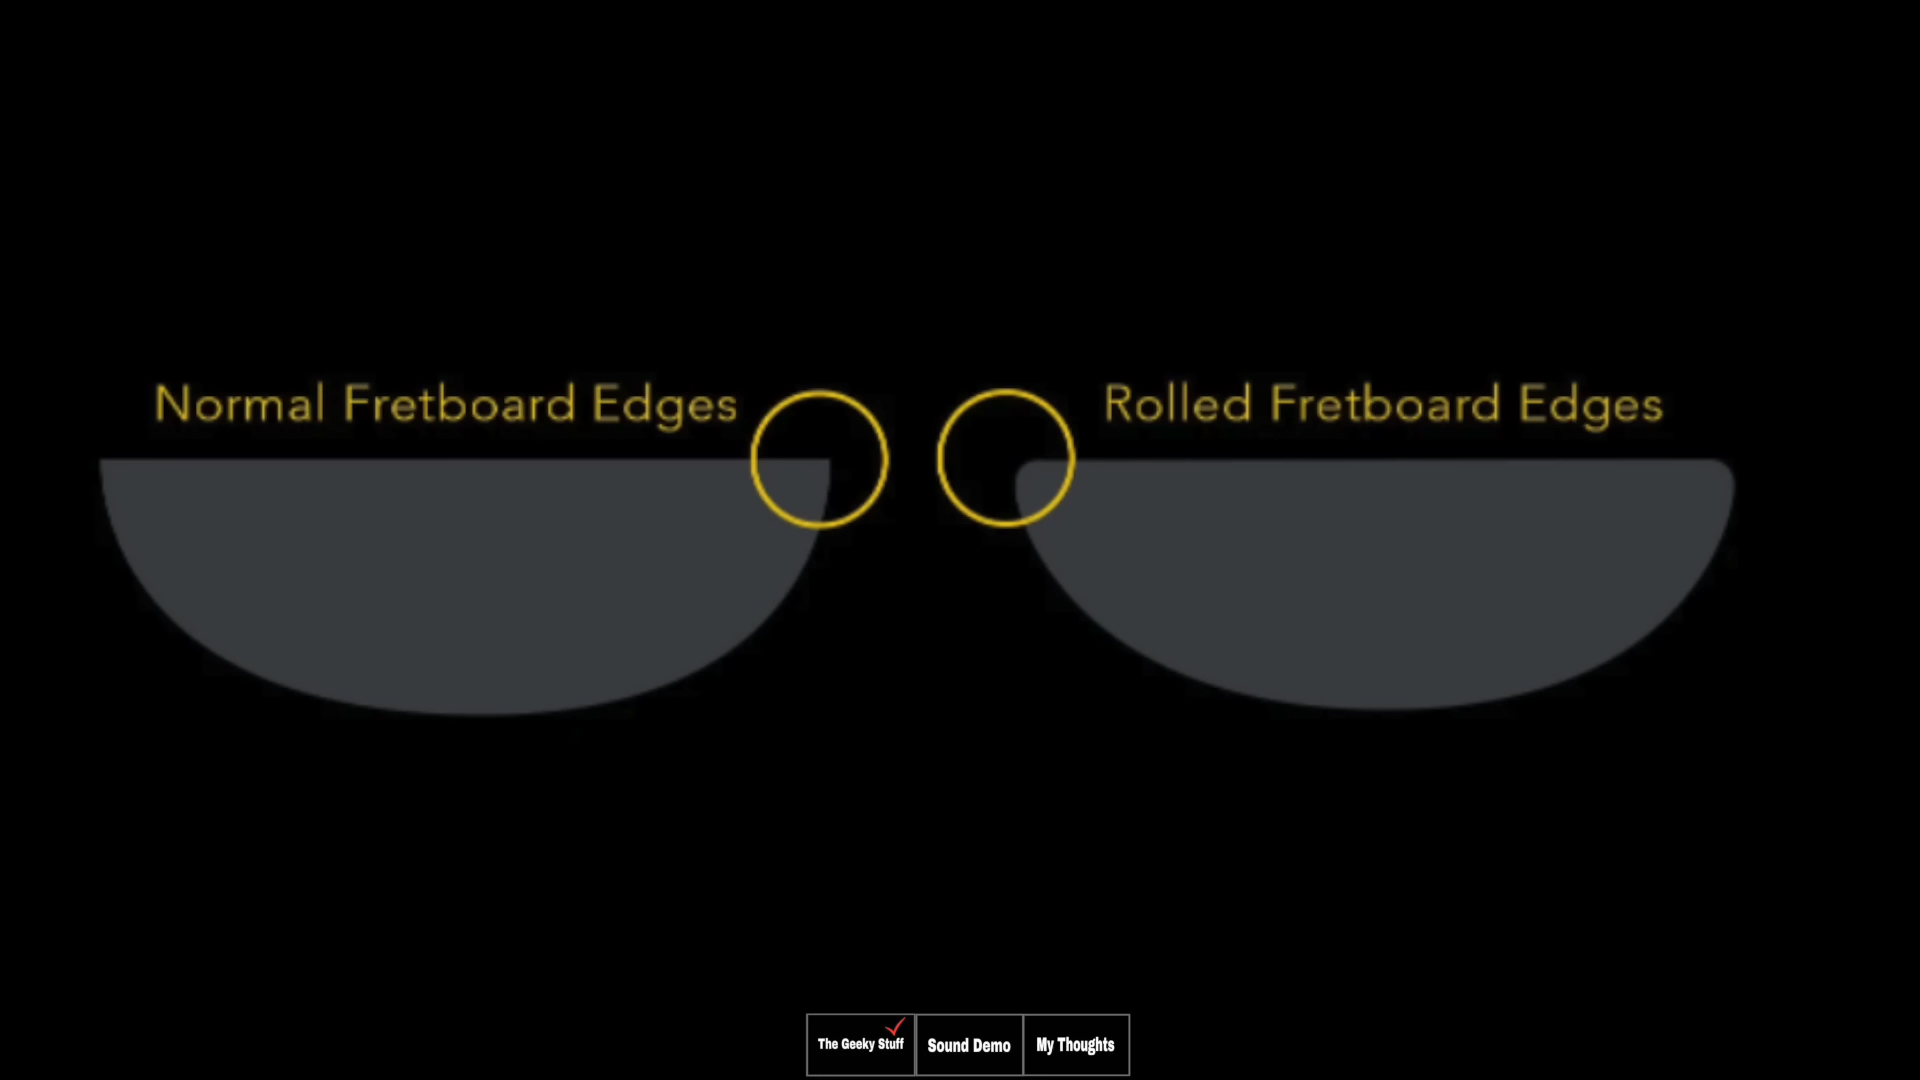 Normal Fretboard Edges
Rolled Fretboard Edges
The Geeky Stuff
Sound Demo
My Thoughts